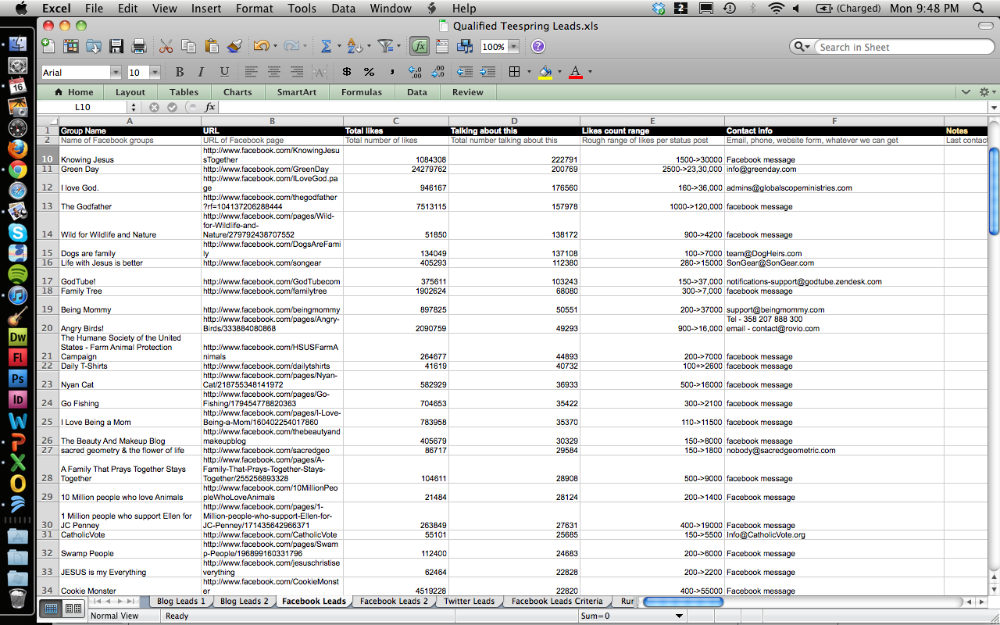 Excel File Edit View Insert Format Tools Data Window Help 2 (Charged) Mon 9:48 PM
Qualified Teespring Leads.xls
100% Search in Sheet
Arial 10 B I U $ % ,
Home Layout Tables Charts SmartArt Formulas Data Review
L10 fx
A B C D E F
1 Group Name URL Total likes Talking about this Likes count range Contact Info Notes
2 Name of Facebook groups URL of Facebook page Total number of likes Total number talking about this Rough range of likes per status post Email, phone, website form, whatever we can get Last contact
http://www.facebook.com/KnowingJesu
10 Knowing Jesus sTogether 1084308 222791 1500->30000 Facebook message
11 Green Day http://www.facebook.com/GreenDay 24279762 200769 2500->23,30,000 info@greenday.com
http://www.facebook.com/ILoveGod.pa
12 I love God. ge 946167 176560 160->36,000 admins@globalscopeministries.com
http://www.facebook.com/thegodfather
13 The Godfather ?rf=104137206288444 7513115 157978 1000->120,000 facebook message
http://www.facebook.com/pages/Wild-
for-Wildlife-and-
14 Wild for Wildlife and Nature Nature/279792438707552 51850 138172 900->4200 facebook message
http://www.facebook.com/DogsAreFami
15 Dogs are family ly 134049 137108 100->7000 team@DogHeirs.com
16 Life with Jesus is better http://www.facebook.com/songear 405293 112380 280->15000 SonGear@SonGear.com
17 GodTube! http://www.facebook.com/GodTubecom 375611 103243 150->37,000 notifications-support@godtube.zendesk.com
18 Family Tree http://www.facebook.com/familytree 1902624 68080 300->7,000 facebook message
19 Being Mommy http://www.facebook.com/beingmommy 897825 50551 200->37000 support@beingmommy.com
http://www.facebook.com/pages/Angry- Tel - 358 207 888 300
20 Angry Birds! Birds/333884080868 2090759 49293 900->16,000 email - contact@rovio.com
The Humane Society of the United
States - Farm Animal Protection http://www.facebook.com/HSUSFarmA
21 Campaign nimals 264677 44893 200->7000 facebook message
22 Daily T-Shirts http://www.facebook.com/dailytshirts 41619 40732 100+>2600 facebook message
http://www.facebook.com/pages/Nyan-
23 Nyan Cat Cat/218755348141972 582929 36933 500->16000 facebook message
http://www.facebook.com/pages/Go-
24 Go Fishing Fishing/179454778820363 704653 35422 300->2100 facebook message
http://www.facebook.com/pages/I-Love-
25 I Love Being a Mom Being-a-Mom/160402254017860 783958 35370 110->11500 facebook message
http://www.facebook.com/thebeautyand
26 The Beauty And Makeup Blog makeupblog 405679 30329 150->8000 facebook message
27 sacred geometry & the flower of life http://www.facebook.com/sacredgeo 86717 29584 150->1800 nobody@sacredgeometric.com
http://www.facebook.com/pages/A-
A Family That Prays Together Stays Family-That-Prays-Together-Stays-
28 Together Together/255256893328 104611 28908 500->9000 facebook message
http://www.facebook.com/10MillionPeo
29 10 Million people who love Animals pleWhoLoveAnimals 21484 28124 200->1400 Facebook message
http://www.facebook.com/pages/1-
1 Million people who support Ellen for Million-people-who-support-Ellen-for-
30 JC Penney JC-Penney/171435642966371 263849 27631 400->19000 Facebook message
31 CatholicVote http://www.facebook.com/CatholicVote 55101 25685 150->5500 Info@CatholicVote.org
http://www.facebook.com/pages/Swam
32 Swamp People p-People/196899160331796 112400 24683 200->6000 Facebook message
http://www.facebook.com/jesuschristise
33 JESUS is my Everything verything 62464 22828 200->2200 Facebook message
http://www.facebook.com/CookieMonst
34 Cookie Monster er 4519228 22820 400->55000 Facebook message
Blog Leads 1 Blog Leads 2 Facebook Leads Facebook Leads 2 Twitter Leads Facebook Leads Criteria Rur
Normal View Ready Sum=0
16
Dw
Fl
Ps
ID
W
P
X
O